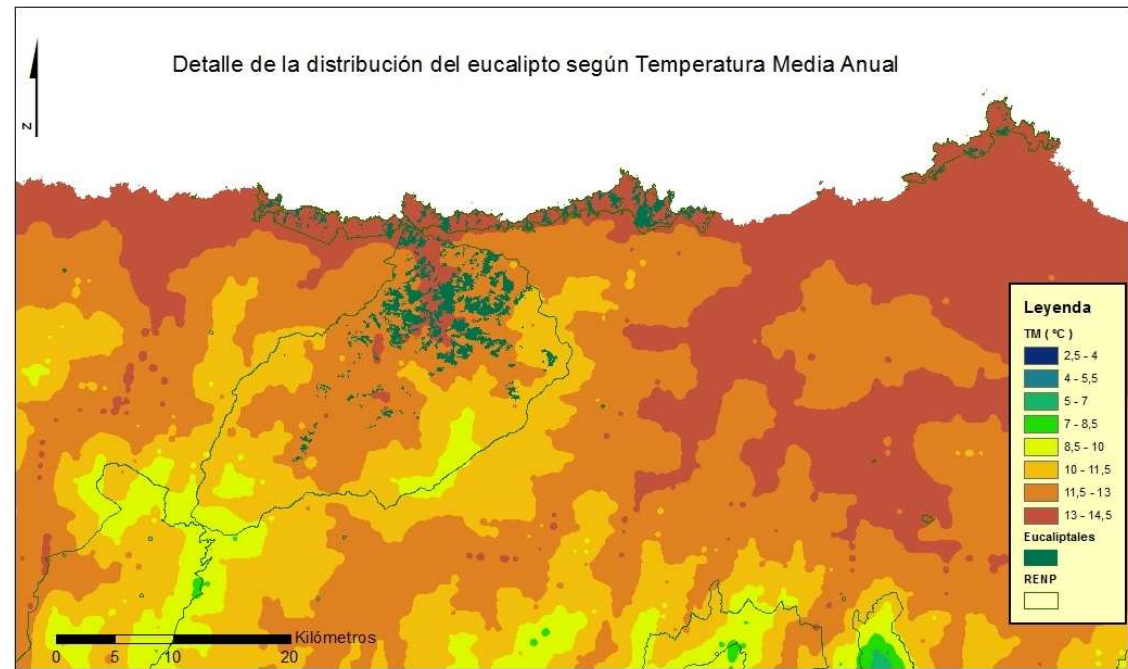 Detalle de la distribución del eucalipto según Temperatura Media Anual
N
Leyenda
TM ( ºC )
2,5 - 4
4 - 5,5
5 - 7
7 - 8,5
8,5 - 10
10 - 11,5
11,5 - 13
13 - 14,5
Eucaliptales
RENP
Kilómetros
0 5 10 20